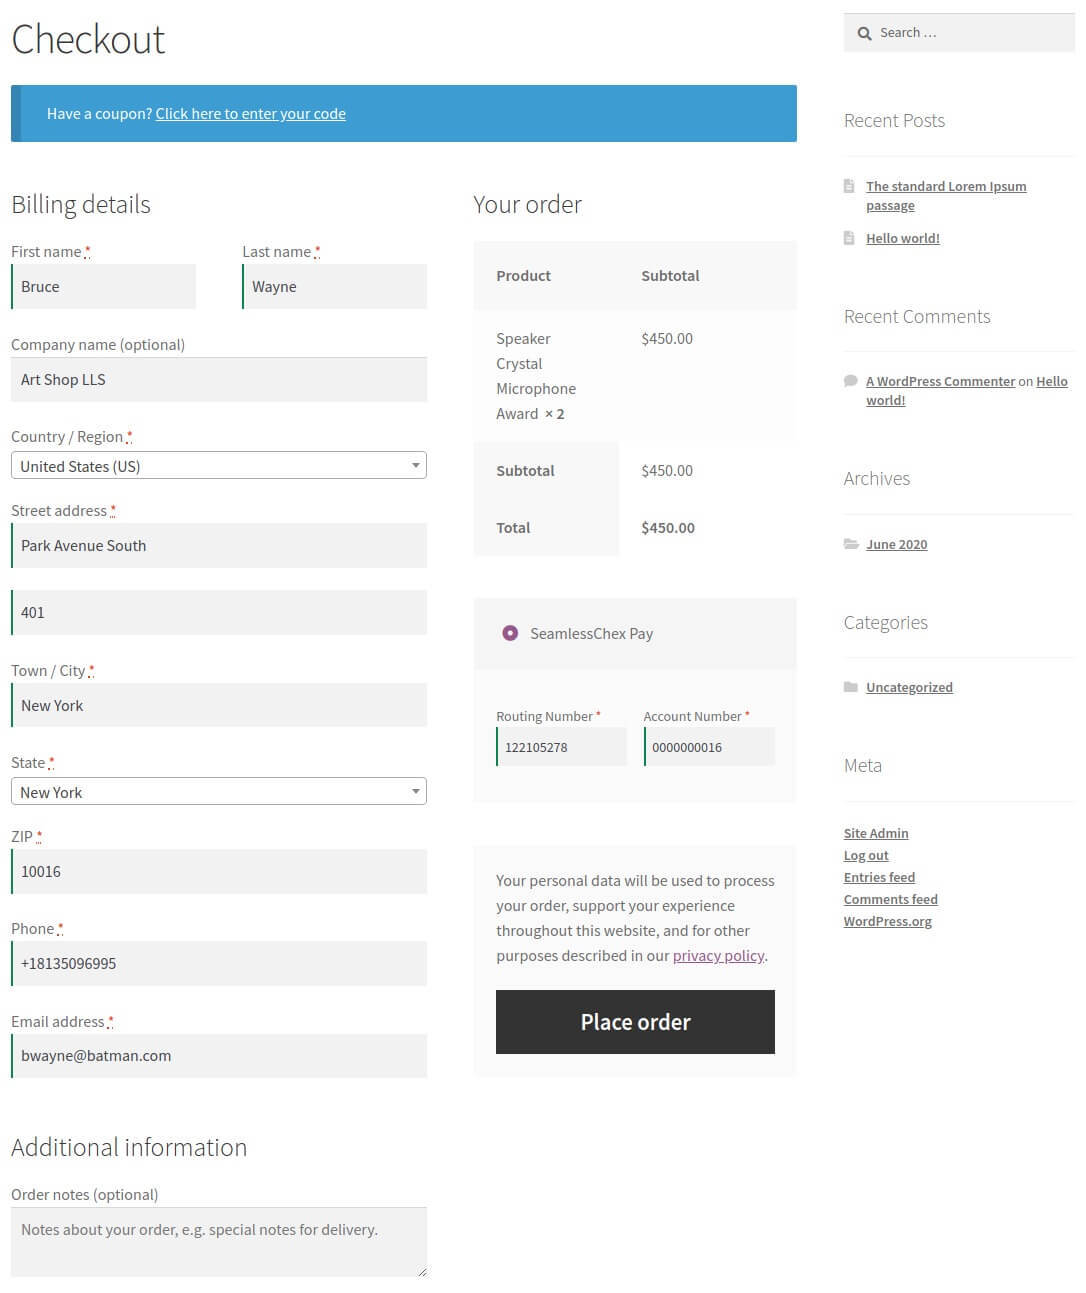 Checkout
Have a coupon? Click here to enter your code
Billing details
First name *
Last name *
Bruce
Wayne
Company name (optional)
Art Shop LLS
Country / Region *
United States (US)
Street address *
Park Avenue South
401
Town / City *
New York
State *
New York
ZIP *
10016
Phone *
+18135096995
Email address *
bwayne@batman.com
Additional information
Order notes (optional)
Notes about your order, e.g. special notes for delivery.
Your order
Product
Subtotal
Speaker
Crystal
Microphone
Award × 2
$450.00
Subtotal
$450.00
Total
$450.00
SeamlessChex Pay
Routing Number *
Account Number *
122105278
0000000016
Your personal data will be used to process
your order, support your experience
throughout this website, and for other
purposes described in our privacy policy.
Place order
Search …
Recent Posts
The standard Lorem Ipsum
passage
Hello world!
Recent Comments
A WordPress Commenter on Hello
world!
Archives
June 2020
Categories
Uncategorized
Meta
Site Admin
Log out
Entries feed
Comments feed
WordPress.org